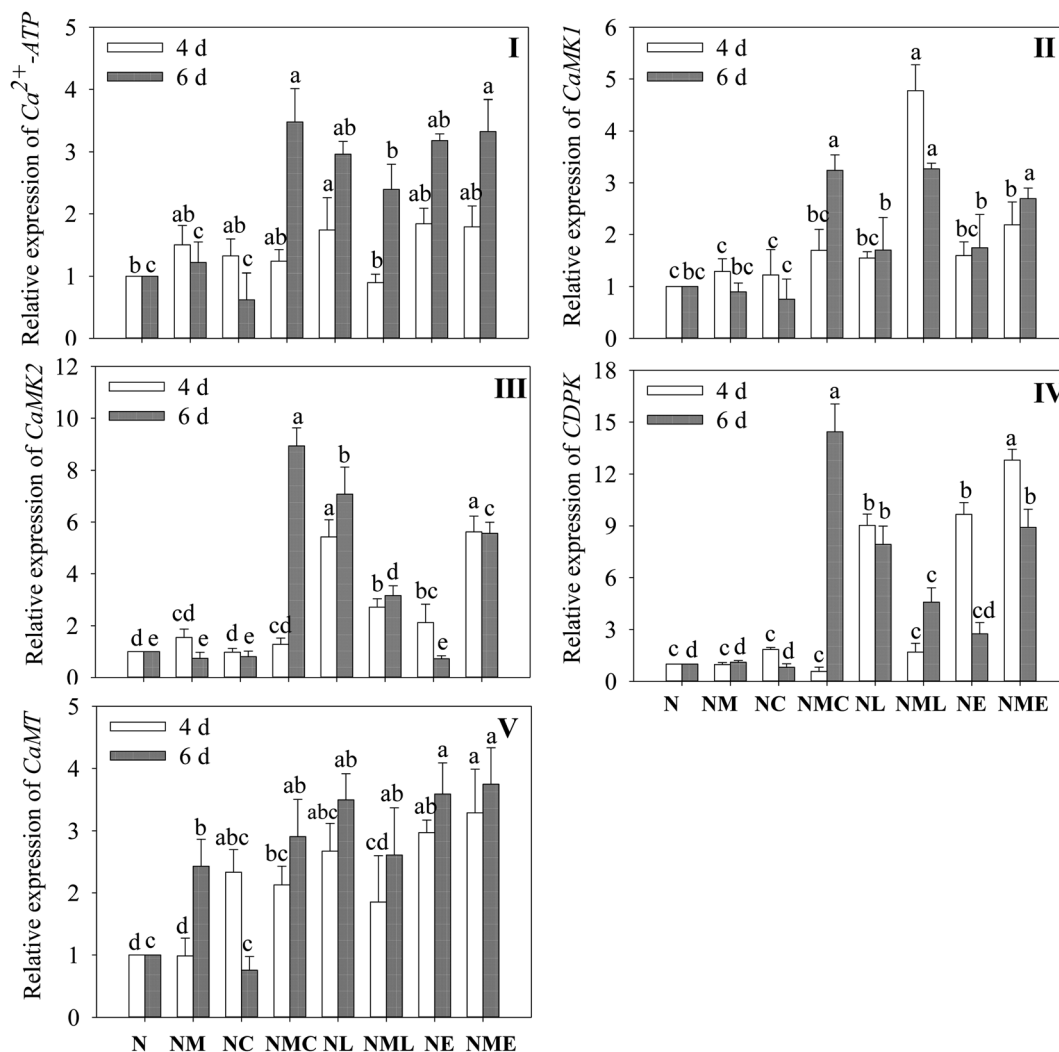 Relative expression of Ca2+-ATP
5
4
3
2
1
0
4 d
6 d
I
b c ab c ab c ab a a ab b b ab ab ab a
Relative expression of CaMK1
6
5
4
3
2
1
0
4 d
6 d
II
c bc c bc c c bc a bc b a a bc b b a
Relative expression of CaMK2
12
10
8
6
4
2
0
4 d
6 d
III
d e cd e d e cd a a b b d bc e a c
Relative expression of CDPK
18
15
12
9
6
3
0
4 d
6 d
IV
c d c d c d c a b b c c b cd a b
N NM NC NMC NL NML NE NME
Relative expression of CaMT
5
4
3
2
1
0
4 d
6 d
V
d c d b abc c bc ab abc ab cd ab ab a a a
N NM NC NMC NL NML NE NME